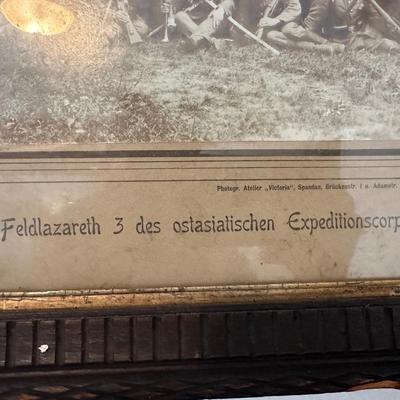 Photogr. Atelier „Victoria", Spandau, Brückenstr. 1 u. Adamstr.
Feldlazareth 3 des ostasiatischen Expeditionscorp